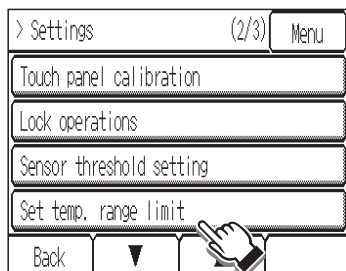 > Settings (2/3) Menu
Touch panel calibration
Lock operations
Sensor threshold setting
Set temp. range limit
Back ▼ ▲